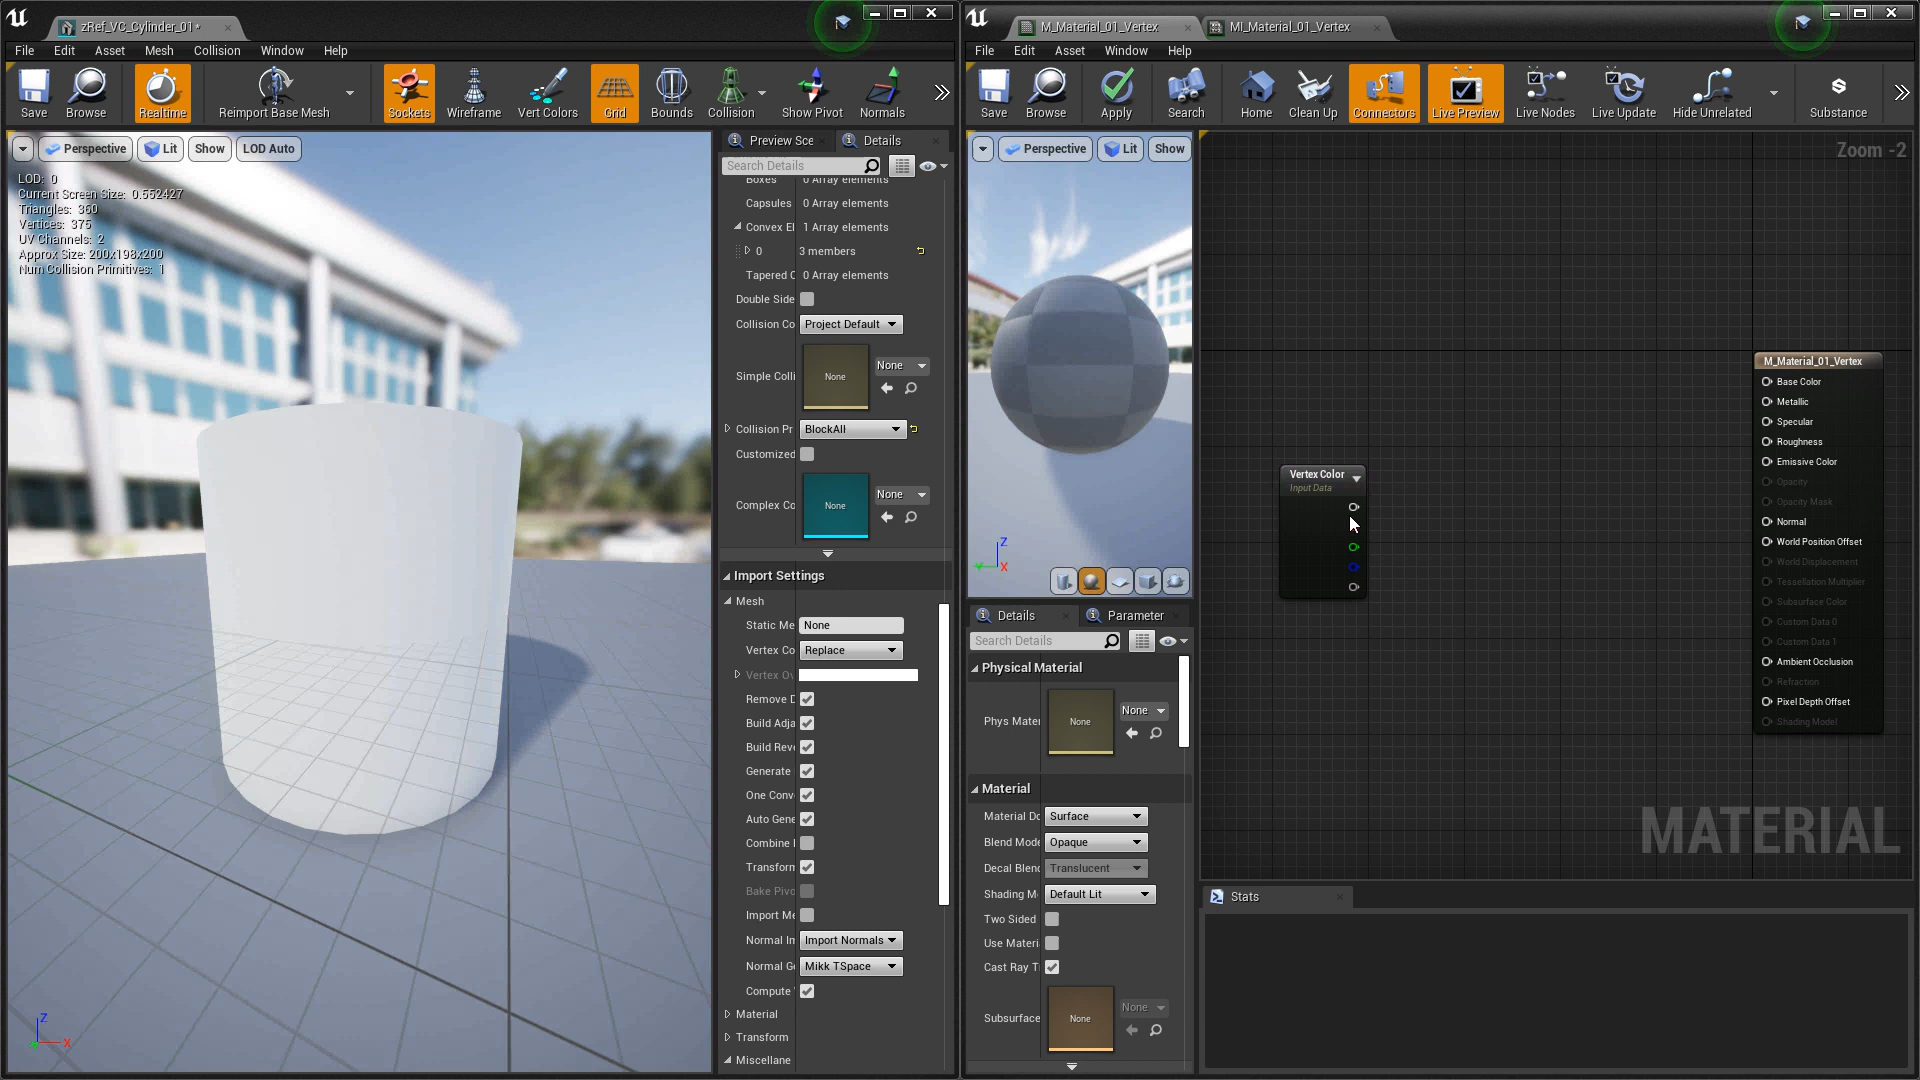 zRef_VC_Cylinder_01*
File Edit Asset Mesh Collision Window Help
Save Browse Realtime Reimport Base Mesh Sockets Wireframe Vert Colors Grid Bounds Collision Show Pivot Normals
Perspective Lit Show LOD Auto
LOD: 0
Current Screen Size: 0.552427
Triangles: 360
Vertices: 375
UV Channels: 2
Approx Size: 200x198x200
Num Collision Primitives: 1
Z
X
Preview Sce Details
Search Details
Boxes 0 Array elements
Capsules 0 Array elements
Convex El 1 Array elements
0 3 members
Tapered C 0 Array elements
Double Side
Collision Co Project Default
Simple Colli None None
Collision Pr BlockAll
Customized
Complex Co None None
Import Settings
Mesh
Static Me None
Vertex Co Replace
Vertex Ov
Remove D
Build Adja
Build Reve
Generate
One Conv
Auto Gene
Combine
Transform
Bake Pivo
Import Me
Normal Im Import Normals
Normal Ge Mikk TSpace
Compute
Material
Transform
Miscellane
M_Material_01_Vertex MI_Material_01_Vertex
File Edit Asset Window Help
Save Browse Apply Search Home Clean Up Connectors Live Preview Live Nodes Live Update Hide Unrelated Substance
Perspective Lit Show
Z
Y X
Details Parameter
Search Details
Physical Material
Phys Mater None None
Material
Material Do Surface
Blend Mode Opaque
Decal Blend Translucent
Shading M Default Lit
Two Sided
Use Materi
Cast Ray T
Subsurface None None
Zoom -2
Vertex Color
Input Data
M_Material_01_Vertex
Base Color
Metallic
Specular
Roughness
Emissive Color
Opacity
Opacity Mask
Normal
World Position Offset
World Displacement
Tessellation Multiplier
Subsurface Color
Custom Data 0
Custom Data 1
Ambient Occlusion
Refraction
Pixel Depth Offset
Shading Model
MATERIAL
Stats